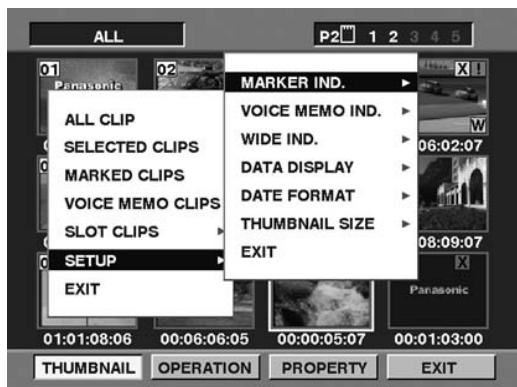 ALL
P2 1 2 3 4 5
01
Panasonic
02
X !
W
06:02:07
08:09:07
X
Panasonic
ALL CLIP
SELECTED CLIPS
MARKED CLIPS
VOICE MEMO CLIPS
SLOT CLIPS
SETUP
EXIT
MARKER IND.
VOICE MEMO IND.
WIDE IND.
DATA DISPLAY
DATE FORMAT
THUMBNAIL SIZE
EXIT
01:01:08:06 00:06:06:05 00:00:05:07 00:01:03:00
THUMBNAIL OPERATION PROPERTY EXIT